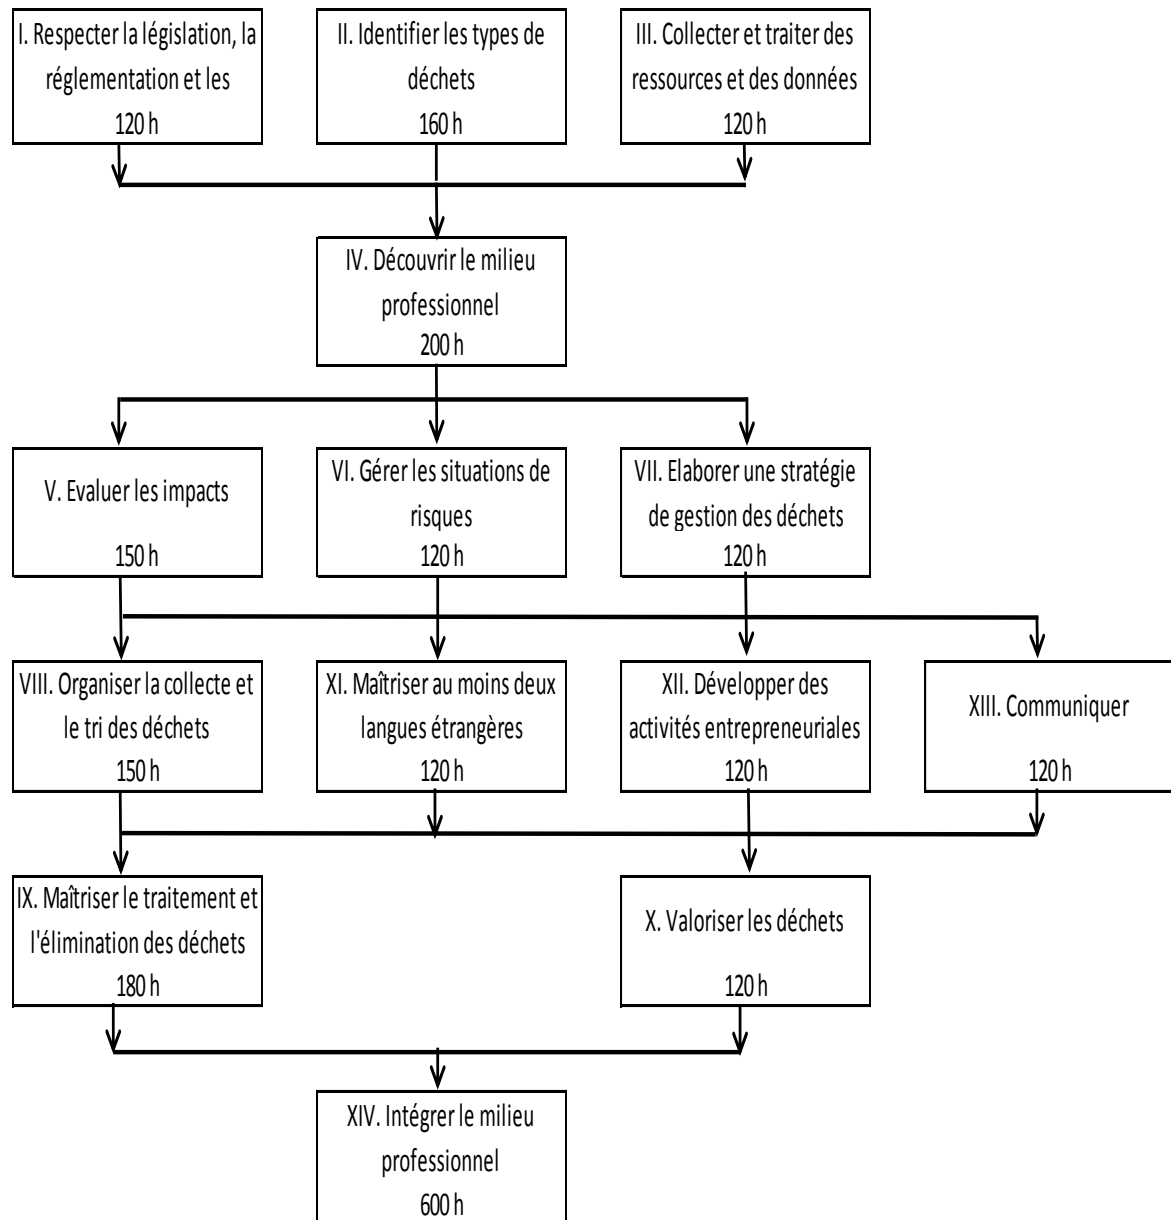 I. Respecter la législation, la
réglementation et les
120 h
II. Identifier les types de
déchets
160 h
III. Collecter et traiter des
ressources et des données
120 h
IV. Découvrir le milieu
professionnel
200 h
V. Evaluer les impacts
150 h
VI. Gérer les situations de
risques
120 h
VII. Elaborer une stratégie
de gestion des déchets
120 h
VIII. Organiser la collecte et
le tri des déchets
150 h
XI. Maîtriser au moins deux
langues étrangères
120 h
XII. Développer des
activités entrepreneuriales
120 h
XIII. Communiquer
120 h
IX. Maîtriser le traitement et
l'élimination des déchets
180 h
X. Valoriser les déchets
120 h
XIV. Intégrer le milieu
professionnel
600 h